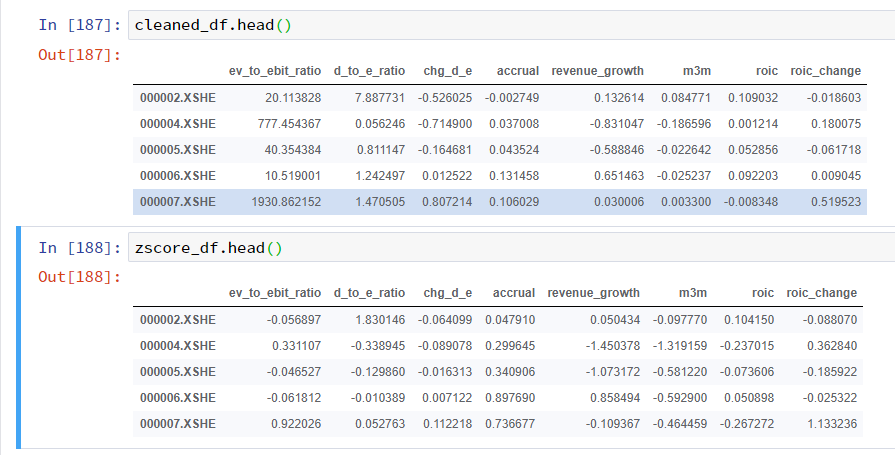 In [187]: cleaned_df.head()
Out[187]:
ev_to_ebit_ratio d_to_e_ratio chg_d_e accrual revenue_growth m3m roic roic_change
000002.XSHE 20.113828 7.887731 -0.526025 -0.002749 0.132614 0.084771 0.109032 -0.018603
000004.XSHE 777.454367 0.056246 -0.714900 0.037008 -0.831047 -0.186596 0.001214 0.180075
000005.XSHE 40.354384 0.811147 -0.164681 0.043524 -0.588846 -0.022642 0.052856 -0.061718
000006.XSHE 10.519001 1.242497 0.012522 0.131458 0.651463 -0.025237 0.092203 0.009045
000007.XSHE 1930.862152 1.470505 0.807214 0.106029 0.030006 0.003300 -0.008348 0.519523
In [188]: zscore_df.head()
Out[188]:
ev_to_ebit_ratio d_to_e_ratio chg_d_e accrual revenue_growth m3m roic roic_change
000002.XSHE -0.056897 1.830146 -0.064099 0.047910 0.050434 -0.097770 0.104150 -0.088070
000004.XSHE 0.331107 -0.338945 -0.089078 0.299645 -1.450378 -1.319159 -0.237015 0.362840
000005.XSHE -0.046527 -0.129860 -0.016313 0.340906 -1.073172 -0.581220 -0.073606 -0.185922
000006.XSHE -0.061812 -0.010389 0.007122 0.897690 0.858494 -0.592900 0.050898 -0.025322
000007.XSHE 0.922026 0.052763 0.112218 0.736677 -0.109367 -0.464459 -0.267272 1.133236